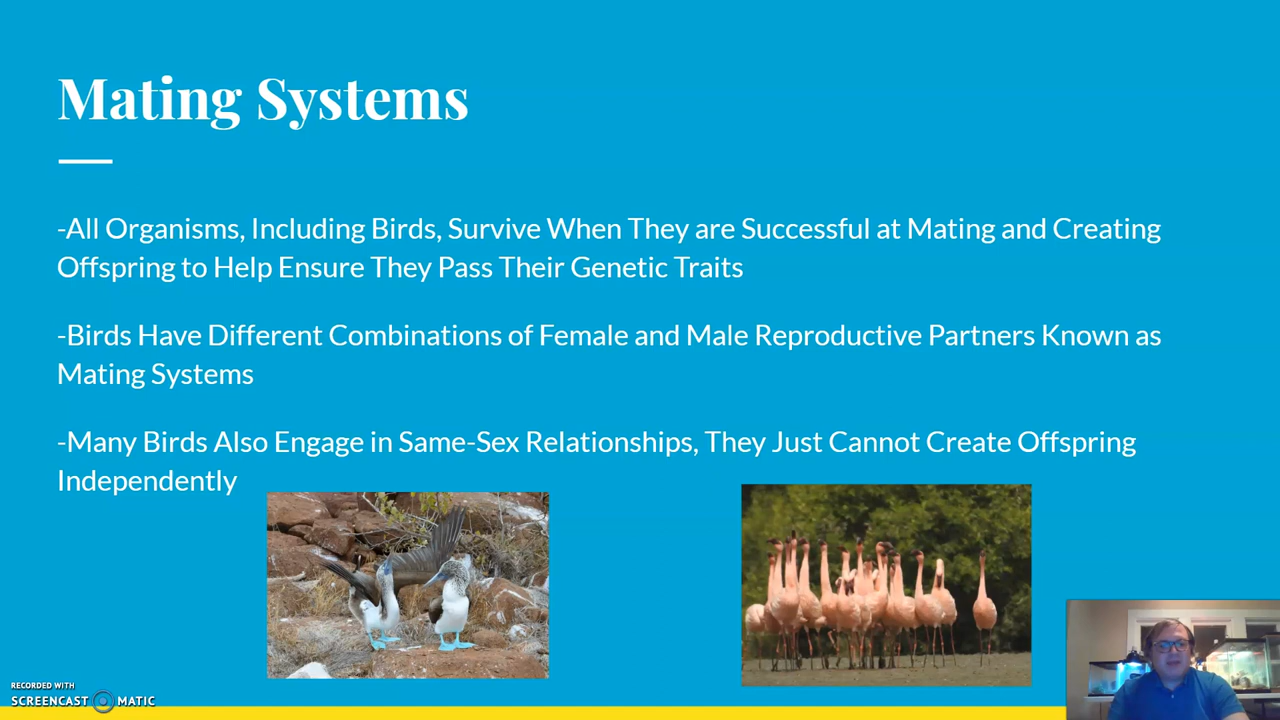 Mating Systems
-All Organisms, Including Birds, Survive When They are Successful at Mating and Creating
Offspring to Help Ensure They Pass Their Genetic Traits
-Birds Have Different Combinations of Female and Male Reproductive Partners Known as
Mating Systems
-Many Birds Also Engage in Same-Sex Relationships, They Just Cannot Create Offspring
Independently
RECORDED WITH
SCREENCAST MATIC